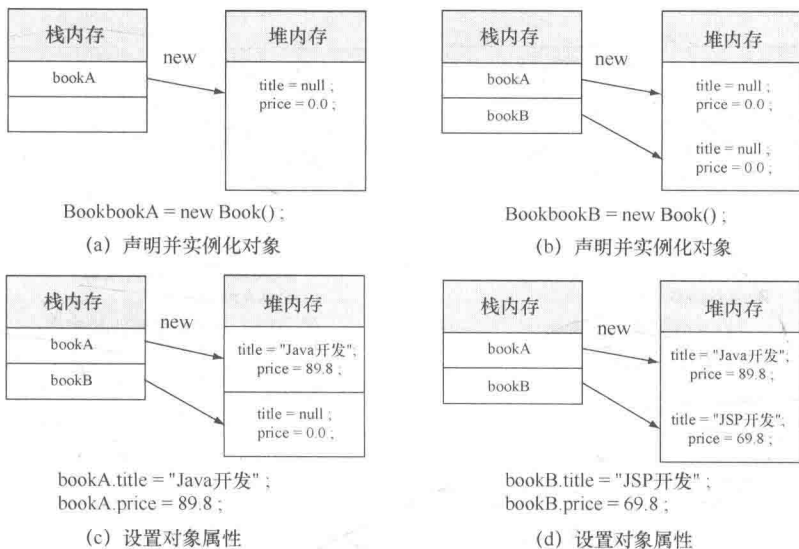 栈内存
new
堆内存
bookA
title = null ;
price = 0.0 ;
BookbookA = new Book() ;
(a) 声明并实例化对象
栈内存
new
堆内存
bookA
bookB
title = null ;
price = 0.0 ;
title = null ;
price = 0 0 ;
BookbookB = new Book() ;
(b) 声明并实例化对象
栈内存
new
堆内存
bookA
bookB
title = "Java开发";
price = 89.8 ;
title = null ;
price = 0.0 ;
bookA.title = "Java开发" ;
bookA.price = 89.8 ;
(c) 设置对象属性
栈内存
new
堆内存
bookA
bookB
title = "Java开发";
price = 89.8 ;
title = "JSP开发";
price = 69.8 ;
bookB.title = "JSP开发" ;
bookB.price = 69.8 ;
(d) 设置对象属性